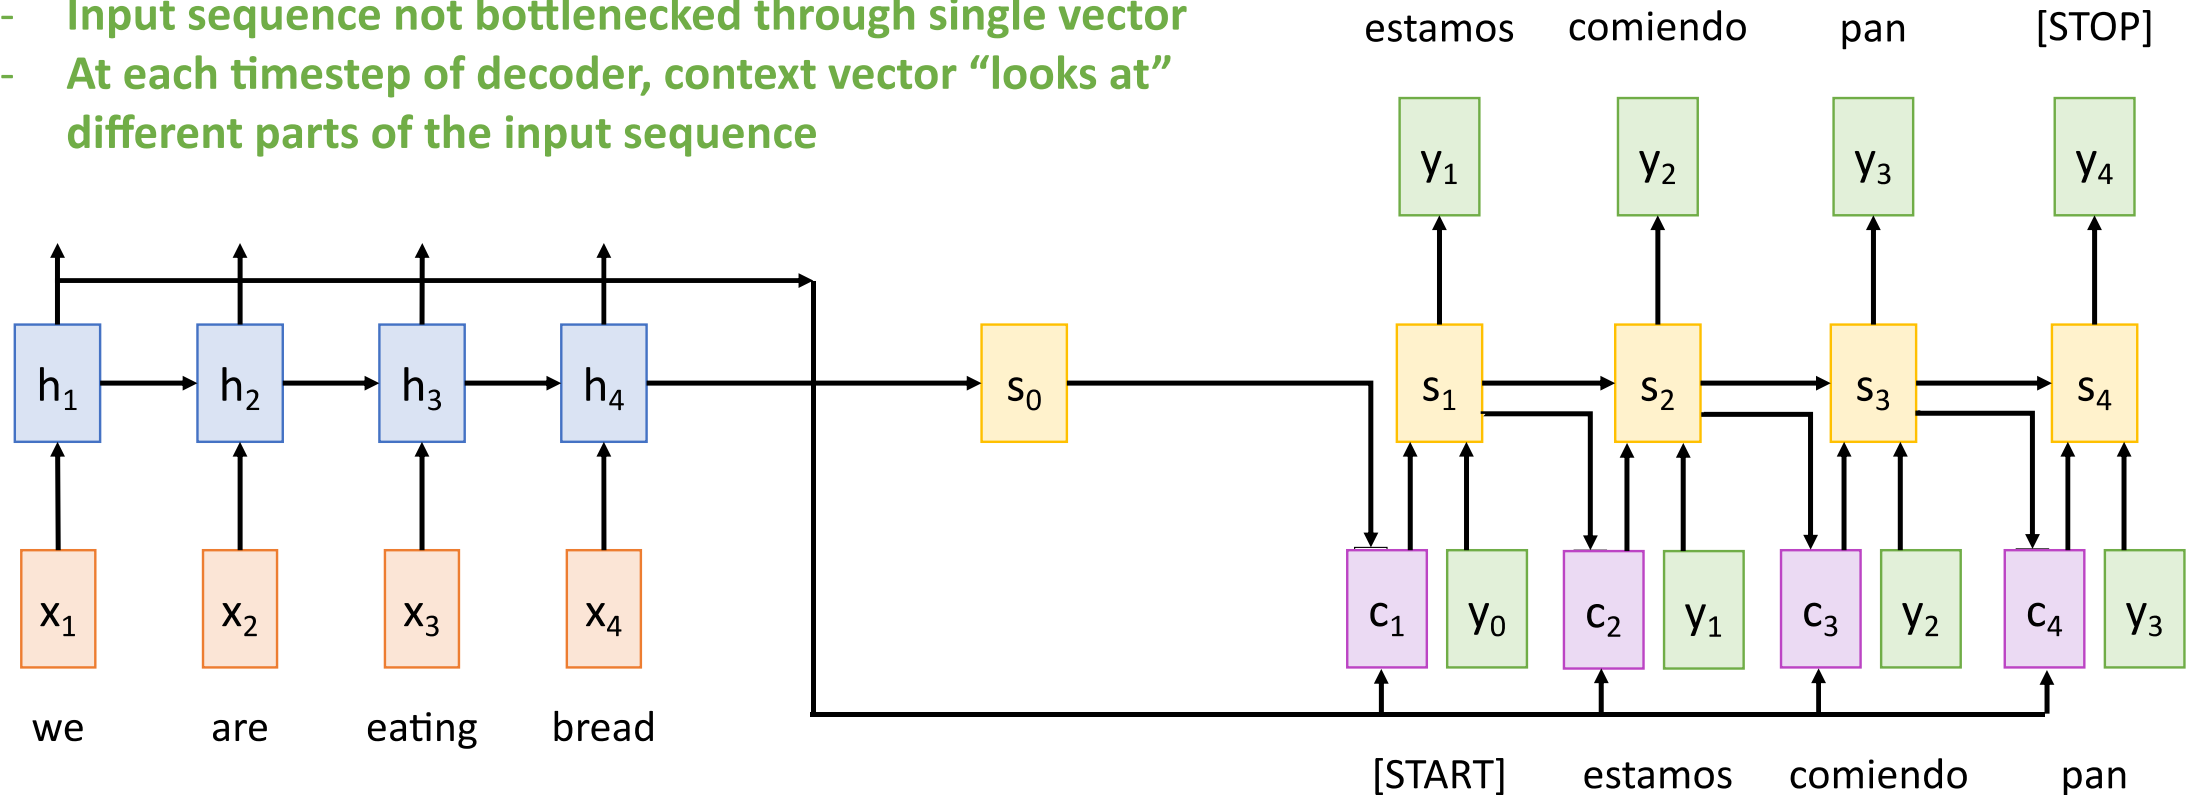 - Input sequence not bottlenecked through single vector
- At each timestep of decoder, context vector “looks at”
different parts of the input sequence
estamos comiendo pan [STOP]
y₁ y₂ y₃ y₄
h₁ h₂ h₃ h₄ s₀ s₁ s₂ s₃ s₄
x₁ x₂ x₃ x₄ c₁ y₀ c₂ y₁ c₃ y₂ c₄ y₃
we are eating bread
[START] estamos comiendo pan